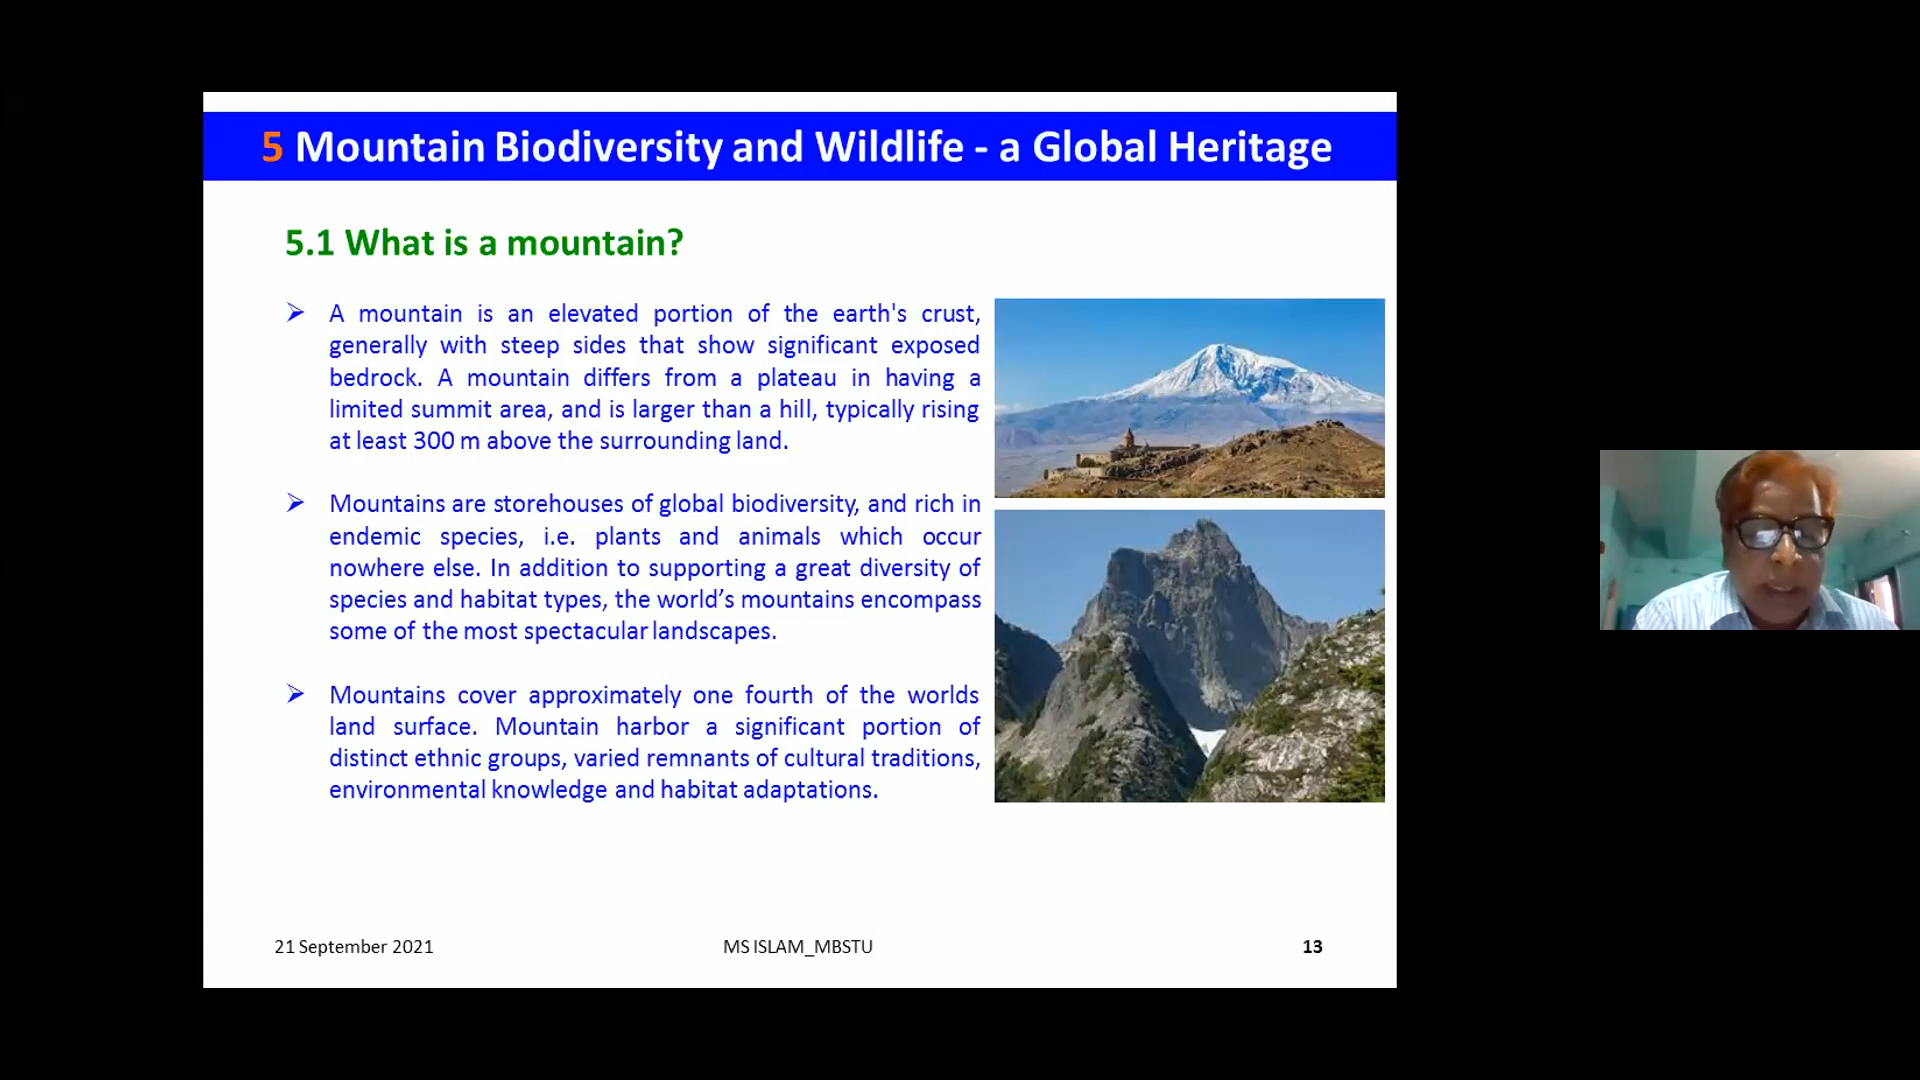 5 Mountain Biodiversity and Wildlife - a Global Heritage
5.1 What is a mountain?
➢ A mountain is an elevated portion of the earth's crust,
generally with steep sides that show significant exposed
bedrock. A mountain differs from a plateau in having a
limited summit area, and is larger than a hill, typically rising
at least 300 m above the surrounding land.
➢ Mountains are storehouses of global biodiversity, and rich in
endemic species, i.e. plants and animals which occur
nowhere else. In addition to supporting a great diversity of
species and habitat types, the world’s mountains encompass
some of the most spectacular landscapes.
➢ Mountains cover approximately one fourth of the worlds
land surface. Mountain harbor a significant portion of
distinct ethnic groups, varied remnants of cultural traditions,
environmental knowledge and habitat adaptations.
21 September 2021
MS ISLAM_MBSTU
13